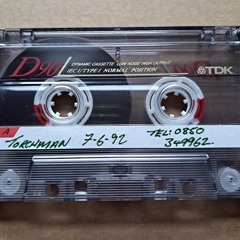 D90
DYNAMIC CASSETTE LOW NOISE HIGH OUTPUT
IEC I / TYPE I NORMAL POSITION
TDK
A
TORCHMAN 7-6-92 TEL: 0850
349962.